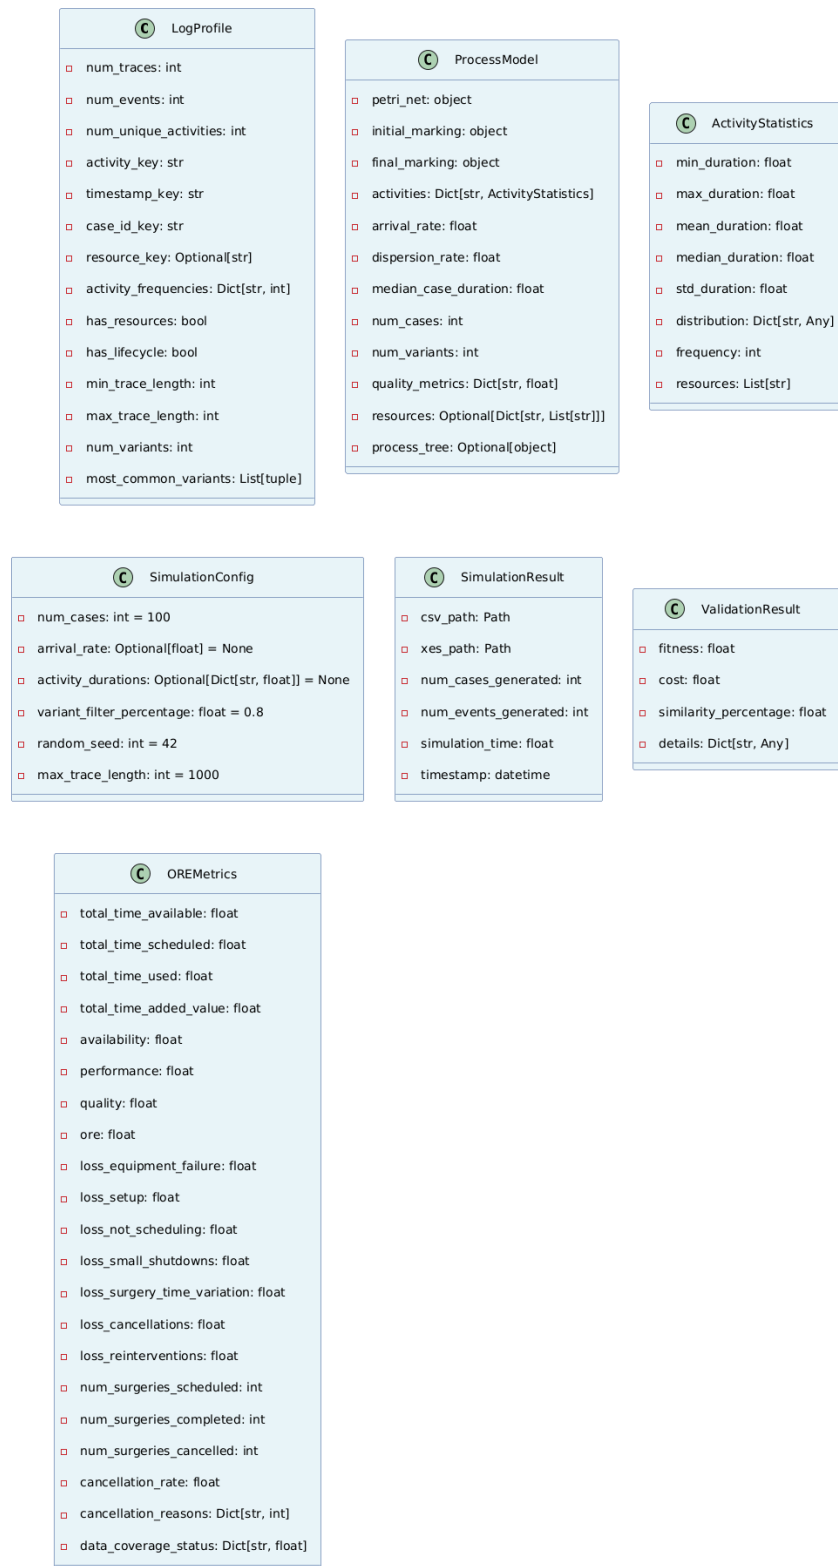 C LogProfile
num_traces: int
num_events: int
num_unique_activities: int
activity_key: str
timestamp_key: str
case_id_key: str
resource_key: Optional[str]
activity_frequencies: Dict[str, int]
has_resources: bool
has_lifecycle: bool
min_trace_length: int
max_trace_length: int
num_variants: int
most_common_variants: List[tuple]
C ProcessModel
petri_net: object
initial_marking: object
final_marking: object
activities: Dict[str, ActivityStatistics]
arrival_rate: float
dispersion_rate: float
median_case_duration: float
num_cases: int
num_variants: int
quality_metrics: Dict[str, float]
resources: Optional[Dict[str, List[str]]]
process_tree: Optional[object]
C ActivityStatistics
min_duration: float
max_duration: float
mean_duration: float
median_duration: float
std_duration: float
distribution: Dict[str, Any]
frequency: int
resources: List[str]
C SimulationConfig
num_cases: int = 100
arrival_rate: Optional[float] = None
activity_durations: Optional[Dict[str, float]] = None
variant_filter_percentage: float = 0.8
random_seed: int = 42
max_trace_length: int = 1000
C SimulationResult
csv_path: Path
xes_path: Path
num_cases_generated: int
num_events_generated: int
simulation_time: float
timestamp: datetime
C ValidationResult
fitness: float
cost: float
similarity_percentage: float
details: Dict[str, Any]
C OREMetrics
total_time_available: float
total_time_scheduled: float
total_time_used: float
total_time_added_value: float
availability: float
performance: float
quality: float
ore: float
loss_equipment_failure: float
loss_setup: float
loss_not_scheduling: float
loss_small_shutdowns: float
loss_surgery_time_variation: float
loss_cancellations: float
loss_reinterventions: float
num_surgeries_scheduled: int
num_surgeries_completed: int
num_surgeries_cancelled: int
cancellation_rate: float
cancellation_reasons: Dict[str, int]
data_coverage_status: Dict[str, float]